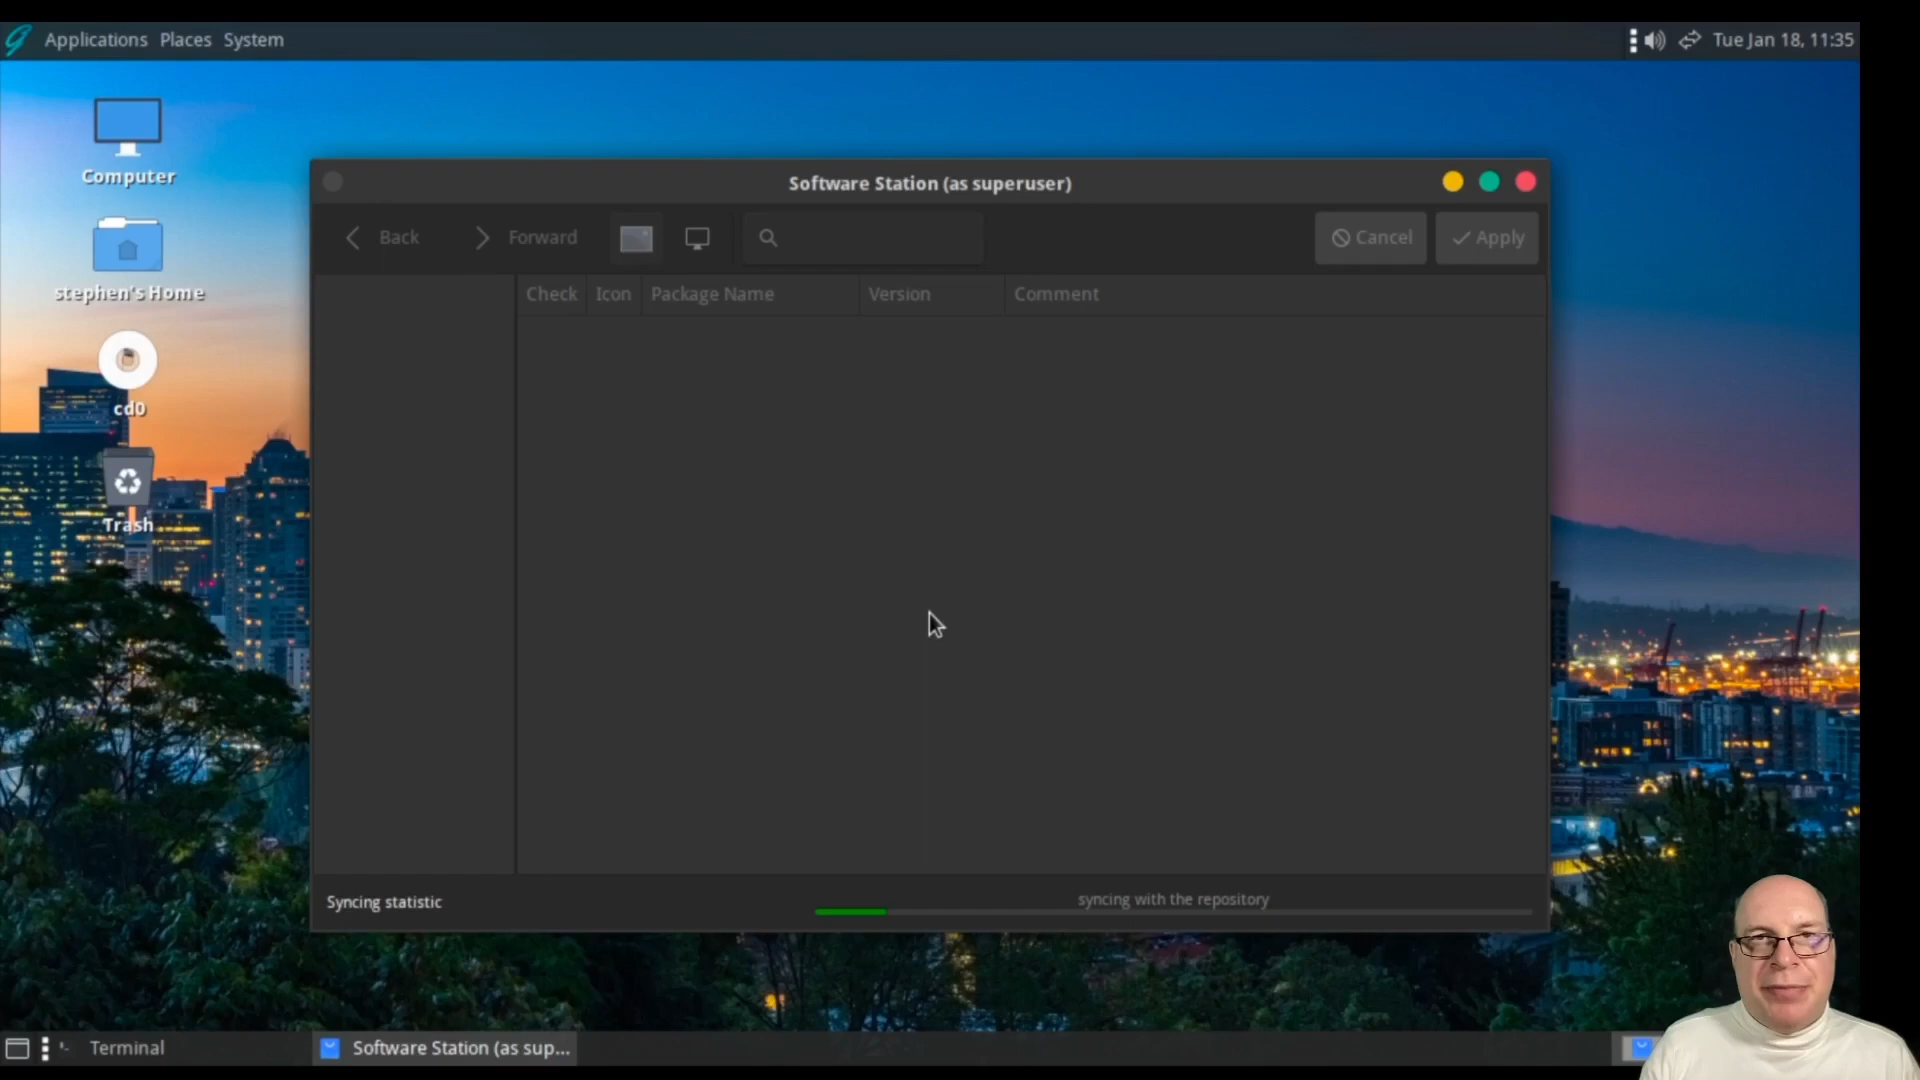 Applications Places System
Tue Jan 18, 11:35
Computer
stephen's Home
cd0
Trash
Software Station (as superuser)
Back Forward Cancel Apply
Check Icon Package Name Version Comment
Syncing statistic
syncing with the repository
Terminal
Software Station (as sup...